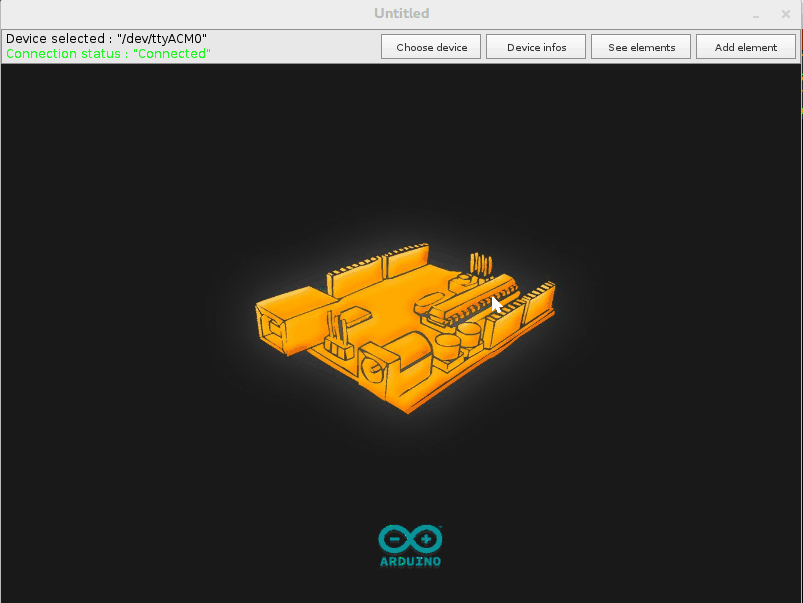 Untitled
Device selected : "/dev/ttyACM0"
Connection status : "Connected"
Choose device
Device infos
See elements
Add element
ARDUINO